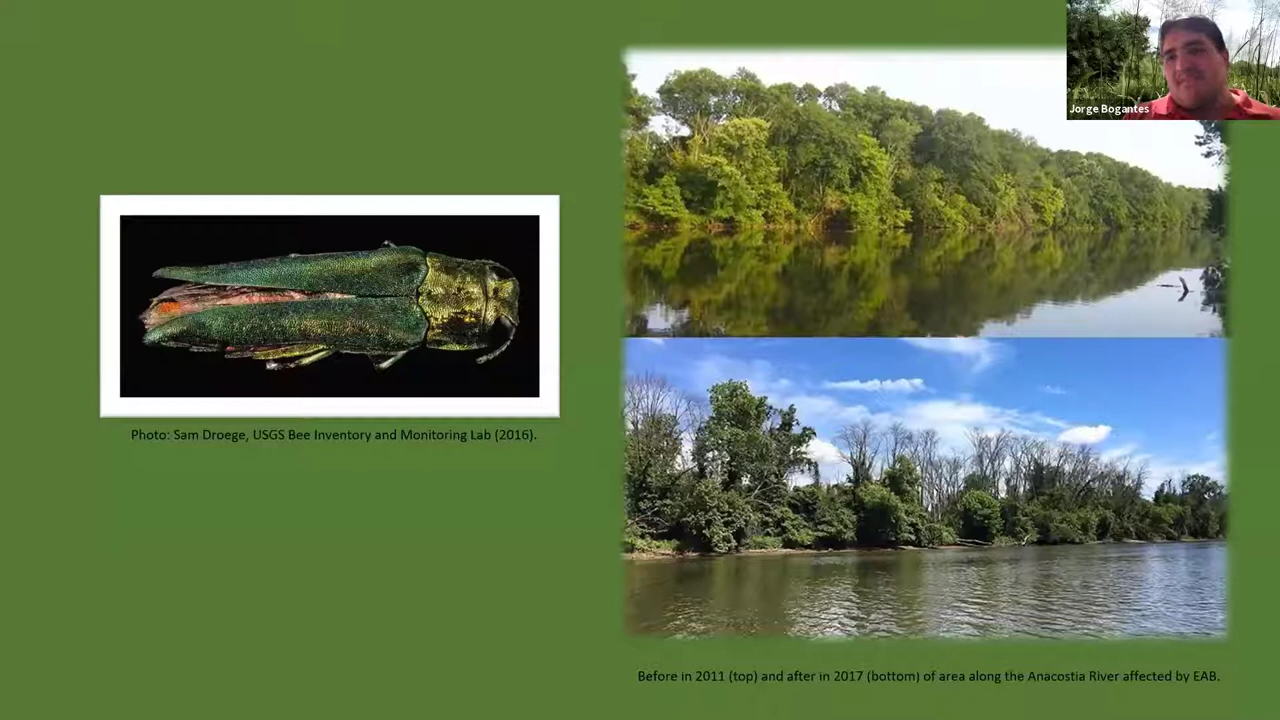 Jorge Bogantes
Photo: Sam Droege, USGS Bee Inventory and Monitoring Lab (2016).
Before in 2011 (top) and after in 2017 (bottom) of area along the Anacostia River affected by EAB.